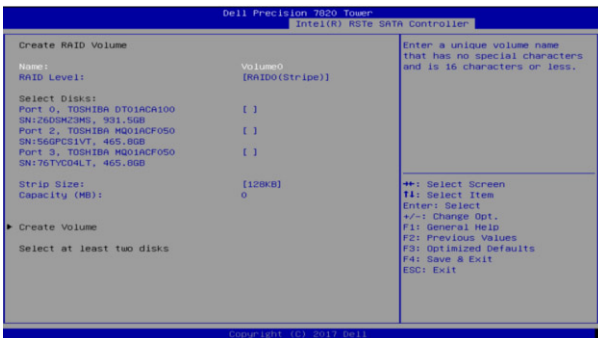 Dell Precision 7820 Tower
Intel(R) RSTe SATA Controller
Create RAID Volume
Name: Volume0
RAID Level: [RAID0(Stripe)]
Select Disks:
Port 0, TOSHIBA DT01ACA100 [ ]
SN:Z6DSMZ3MS, 931.5GB
Port 2, TOSHIBA MQ01ACF050 [ ]
SN:56GPCS1VT, 465.8GB
Port 3, TOSHIBA MQ01ACF050 [ ]
SN:76TYC04LT, 465.8GB
Strip Size: [128KB]
Capacity (MB): 0
Create Volume
Select at least two disks
Enter a unique volume name
that has no special characters
and is 16 characters or less.
→←: Select Screen
↑↓: Select Item
Enter: Select
+/-: Change Opt.
F1: General Help
F2: Previous Values
F3: Optimized Defaults
F4: Save & Exit
ESC: Exit
Copyright (C) 2017 Dell